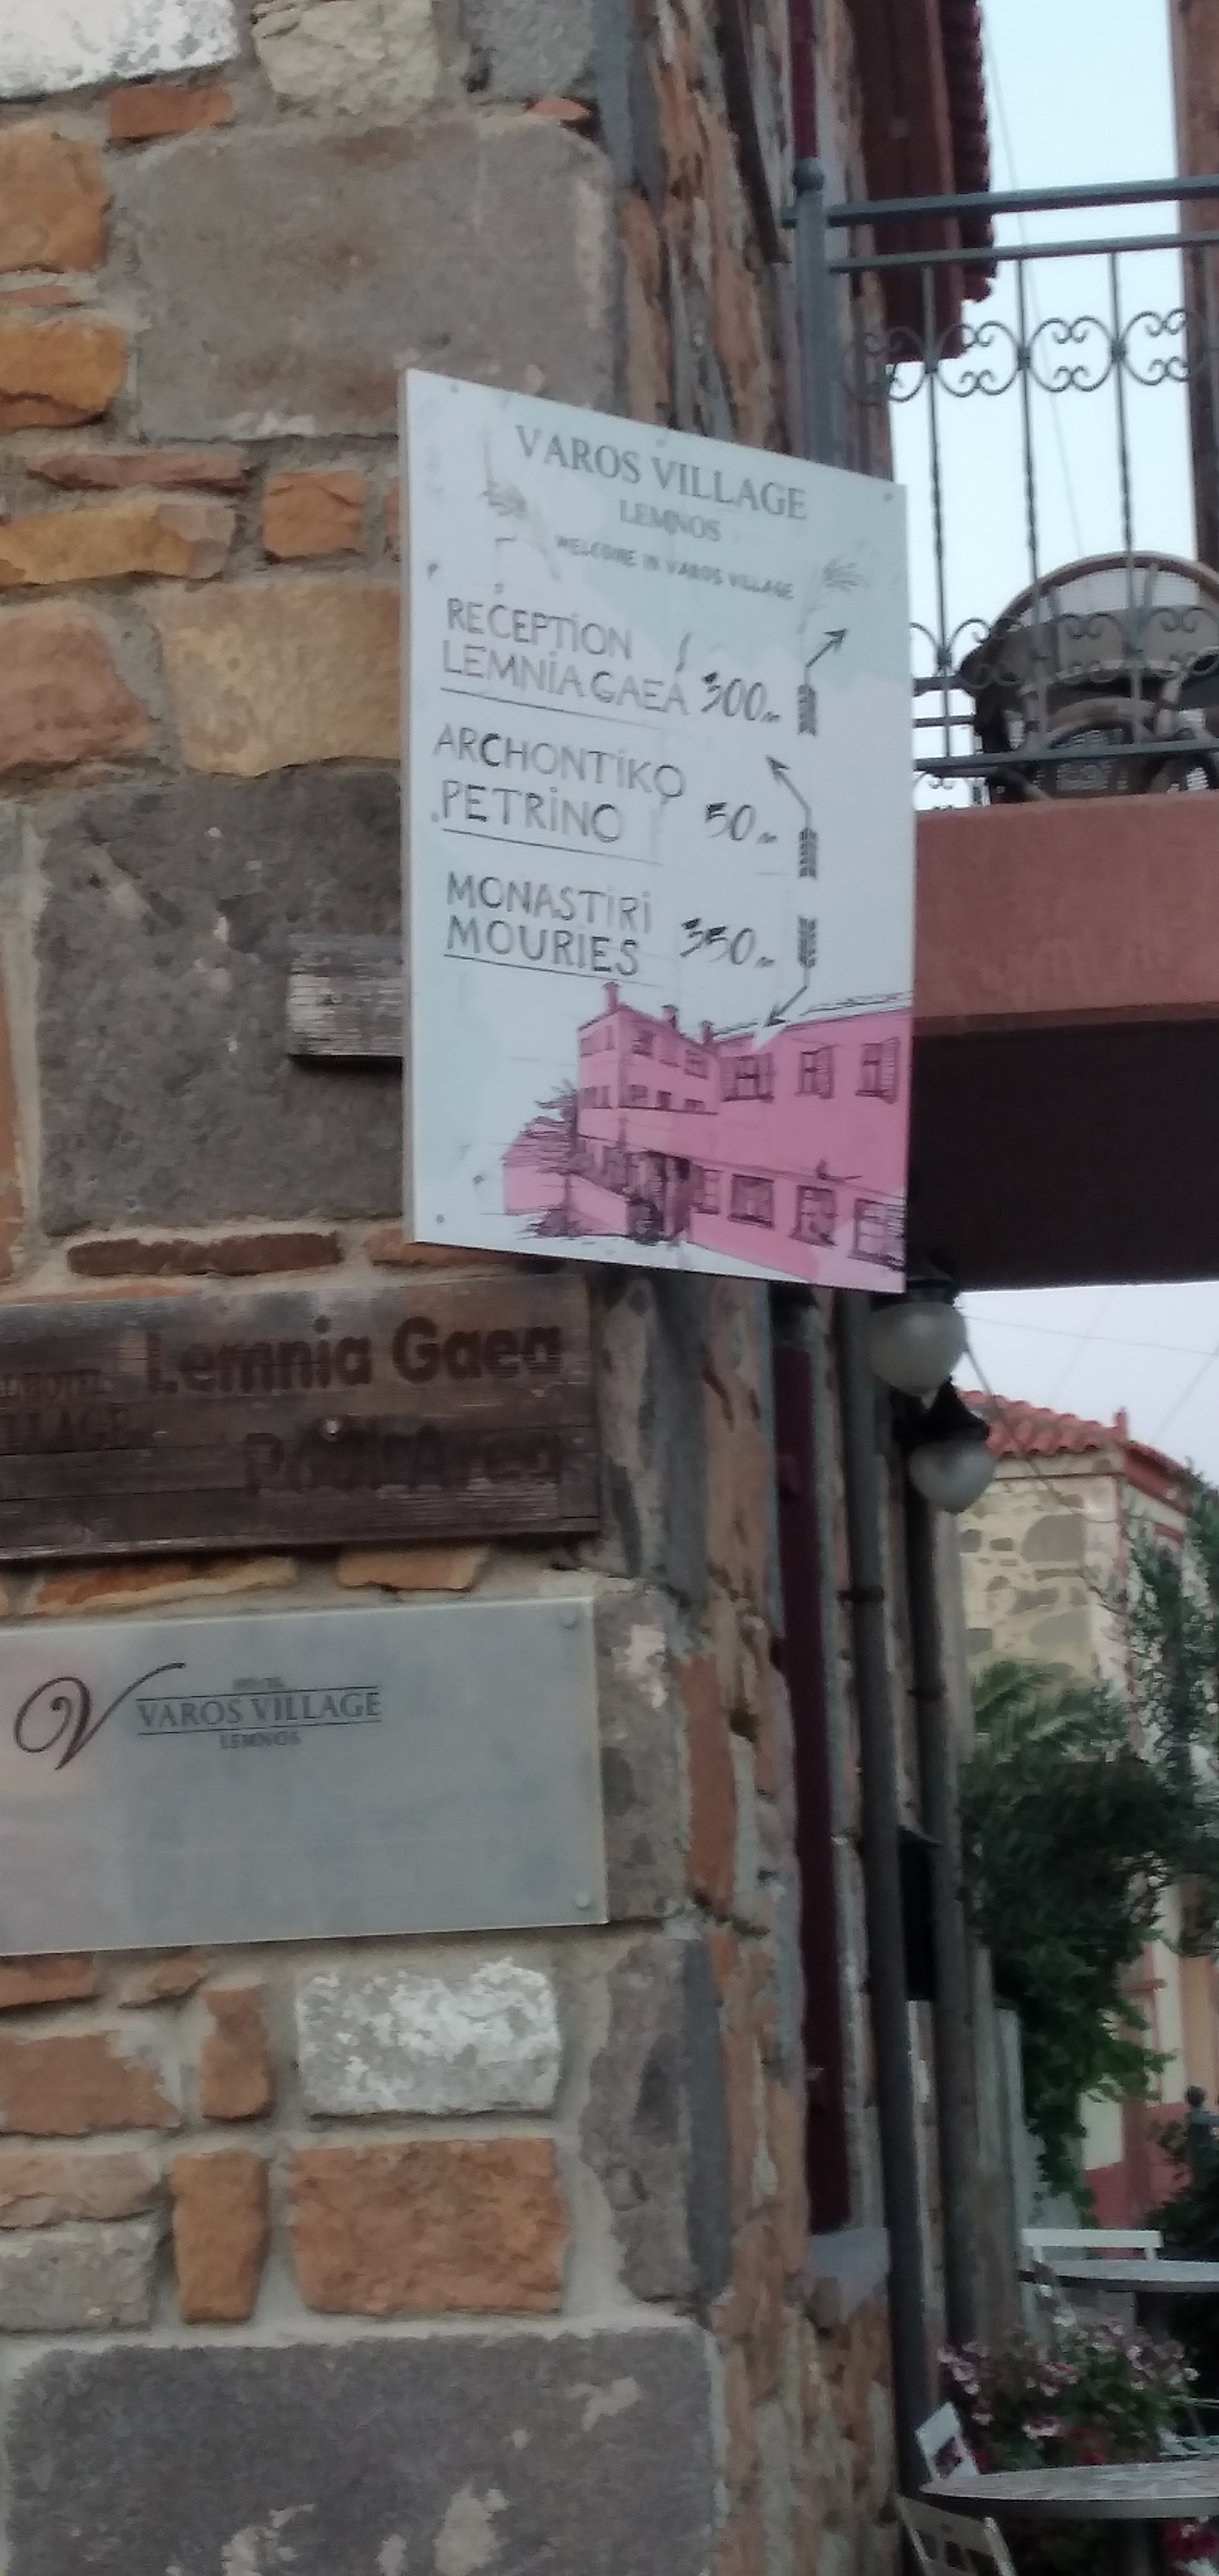 VAROS VILLAGE
LEMNOS
WELCOME IN VAROS VILLAGE
RECEPTION
LEMNIA GAEA 300m
ARCHONTIKO
PETRINO 50m
MONASTIRI
MOURIES 350m
Lemnia Gaea
VAROS VILLAGE
LEMNOS